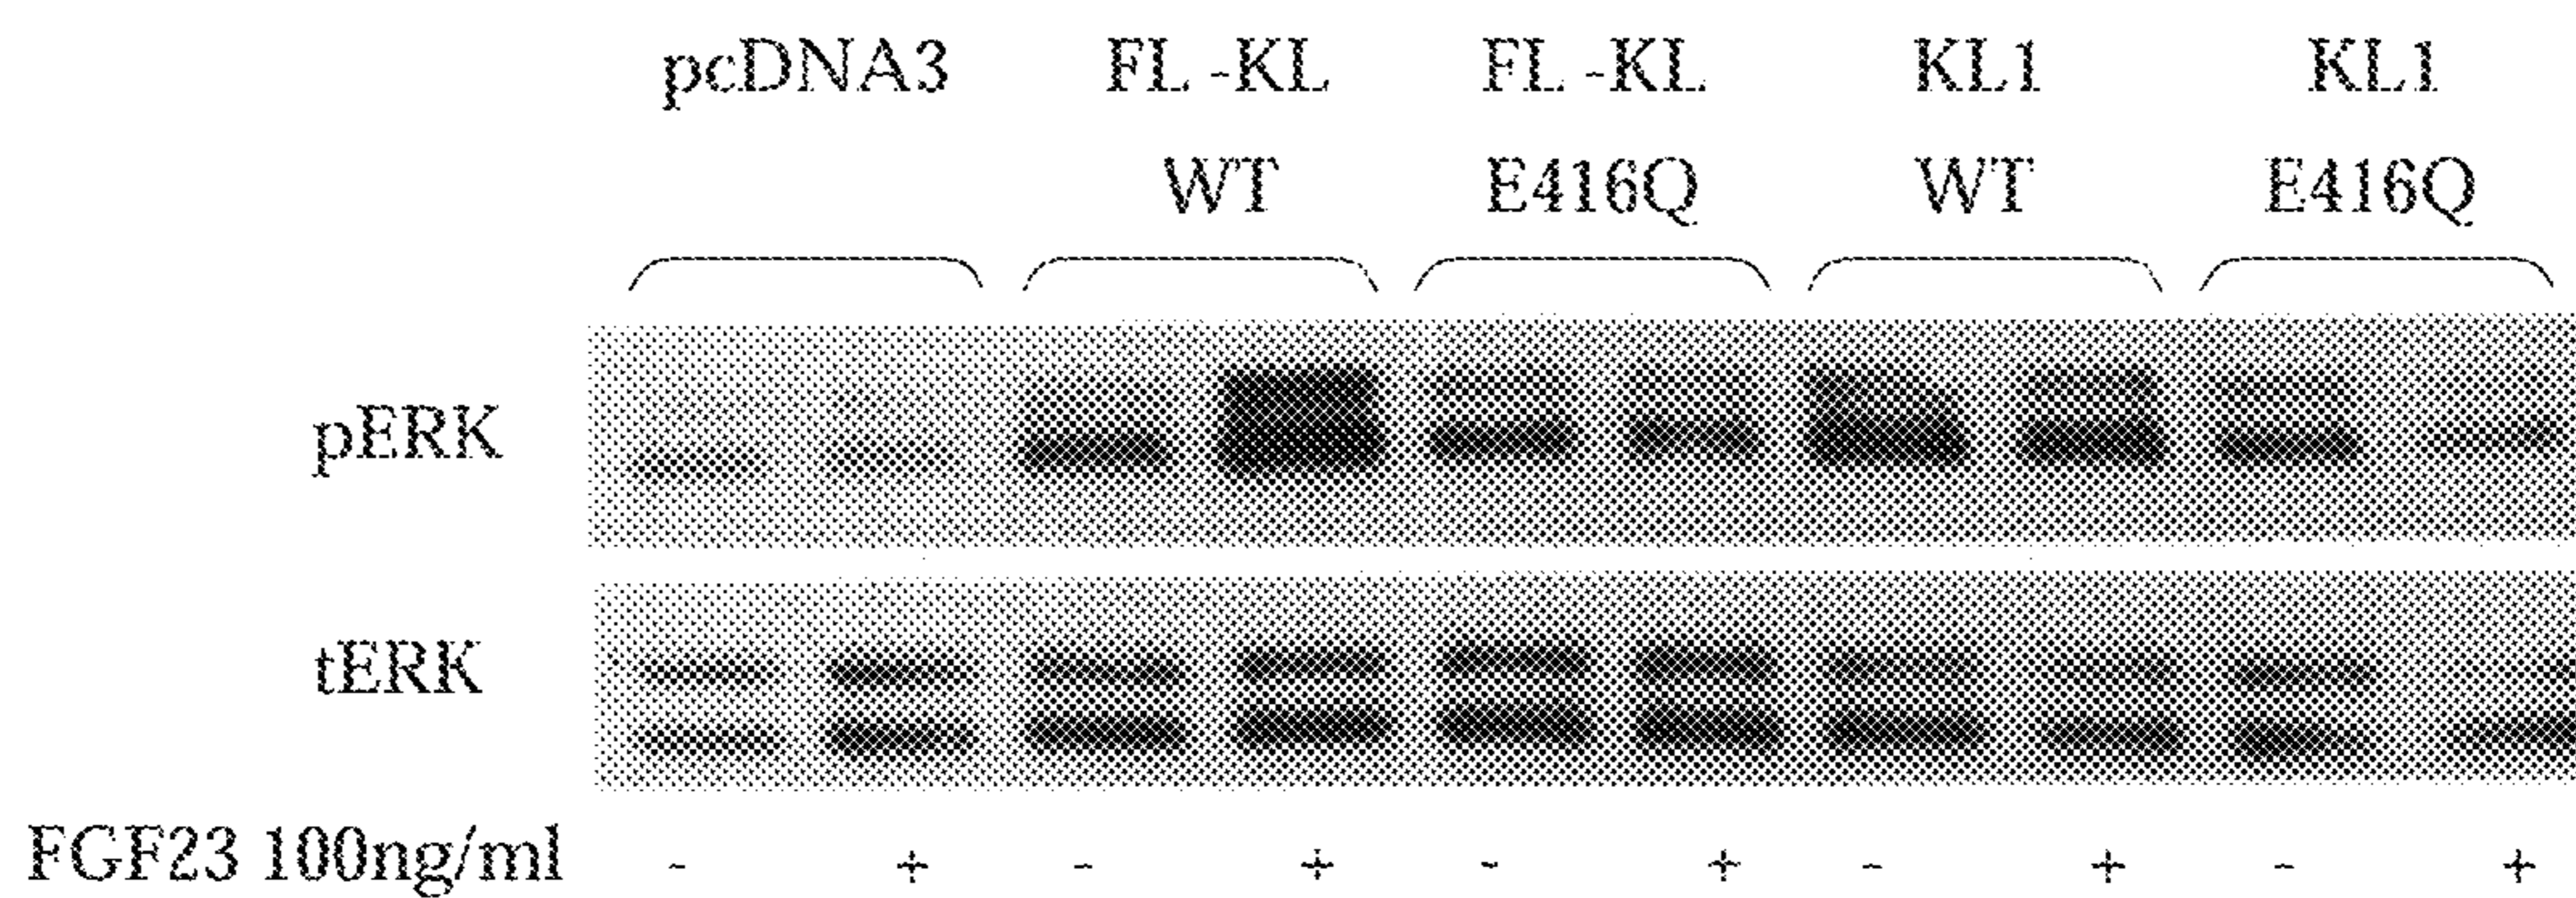 pcDNA3 FL -KL FL -KL KL1 KL1
WT E416Q WT E416Q
pERK
tERK
FGF23 100ng/ml - + - + - + - + - +